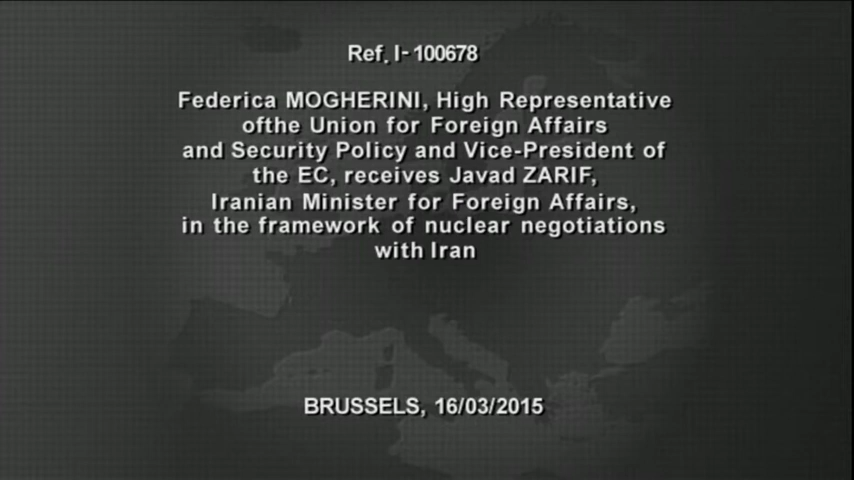 Ref. I-100678
Federica MOGHERINI, High Representative
ofthe Union for Foreign Affairs
and Security Policy and Vice-President of
the EC, receives Javad ZARIF,
Iranian Minister for Foreign Affairs,
in the framework of nuclear negotiations
with Iran
BRUSSELS, 16/03/2015